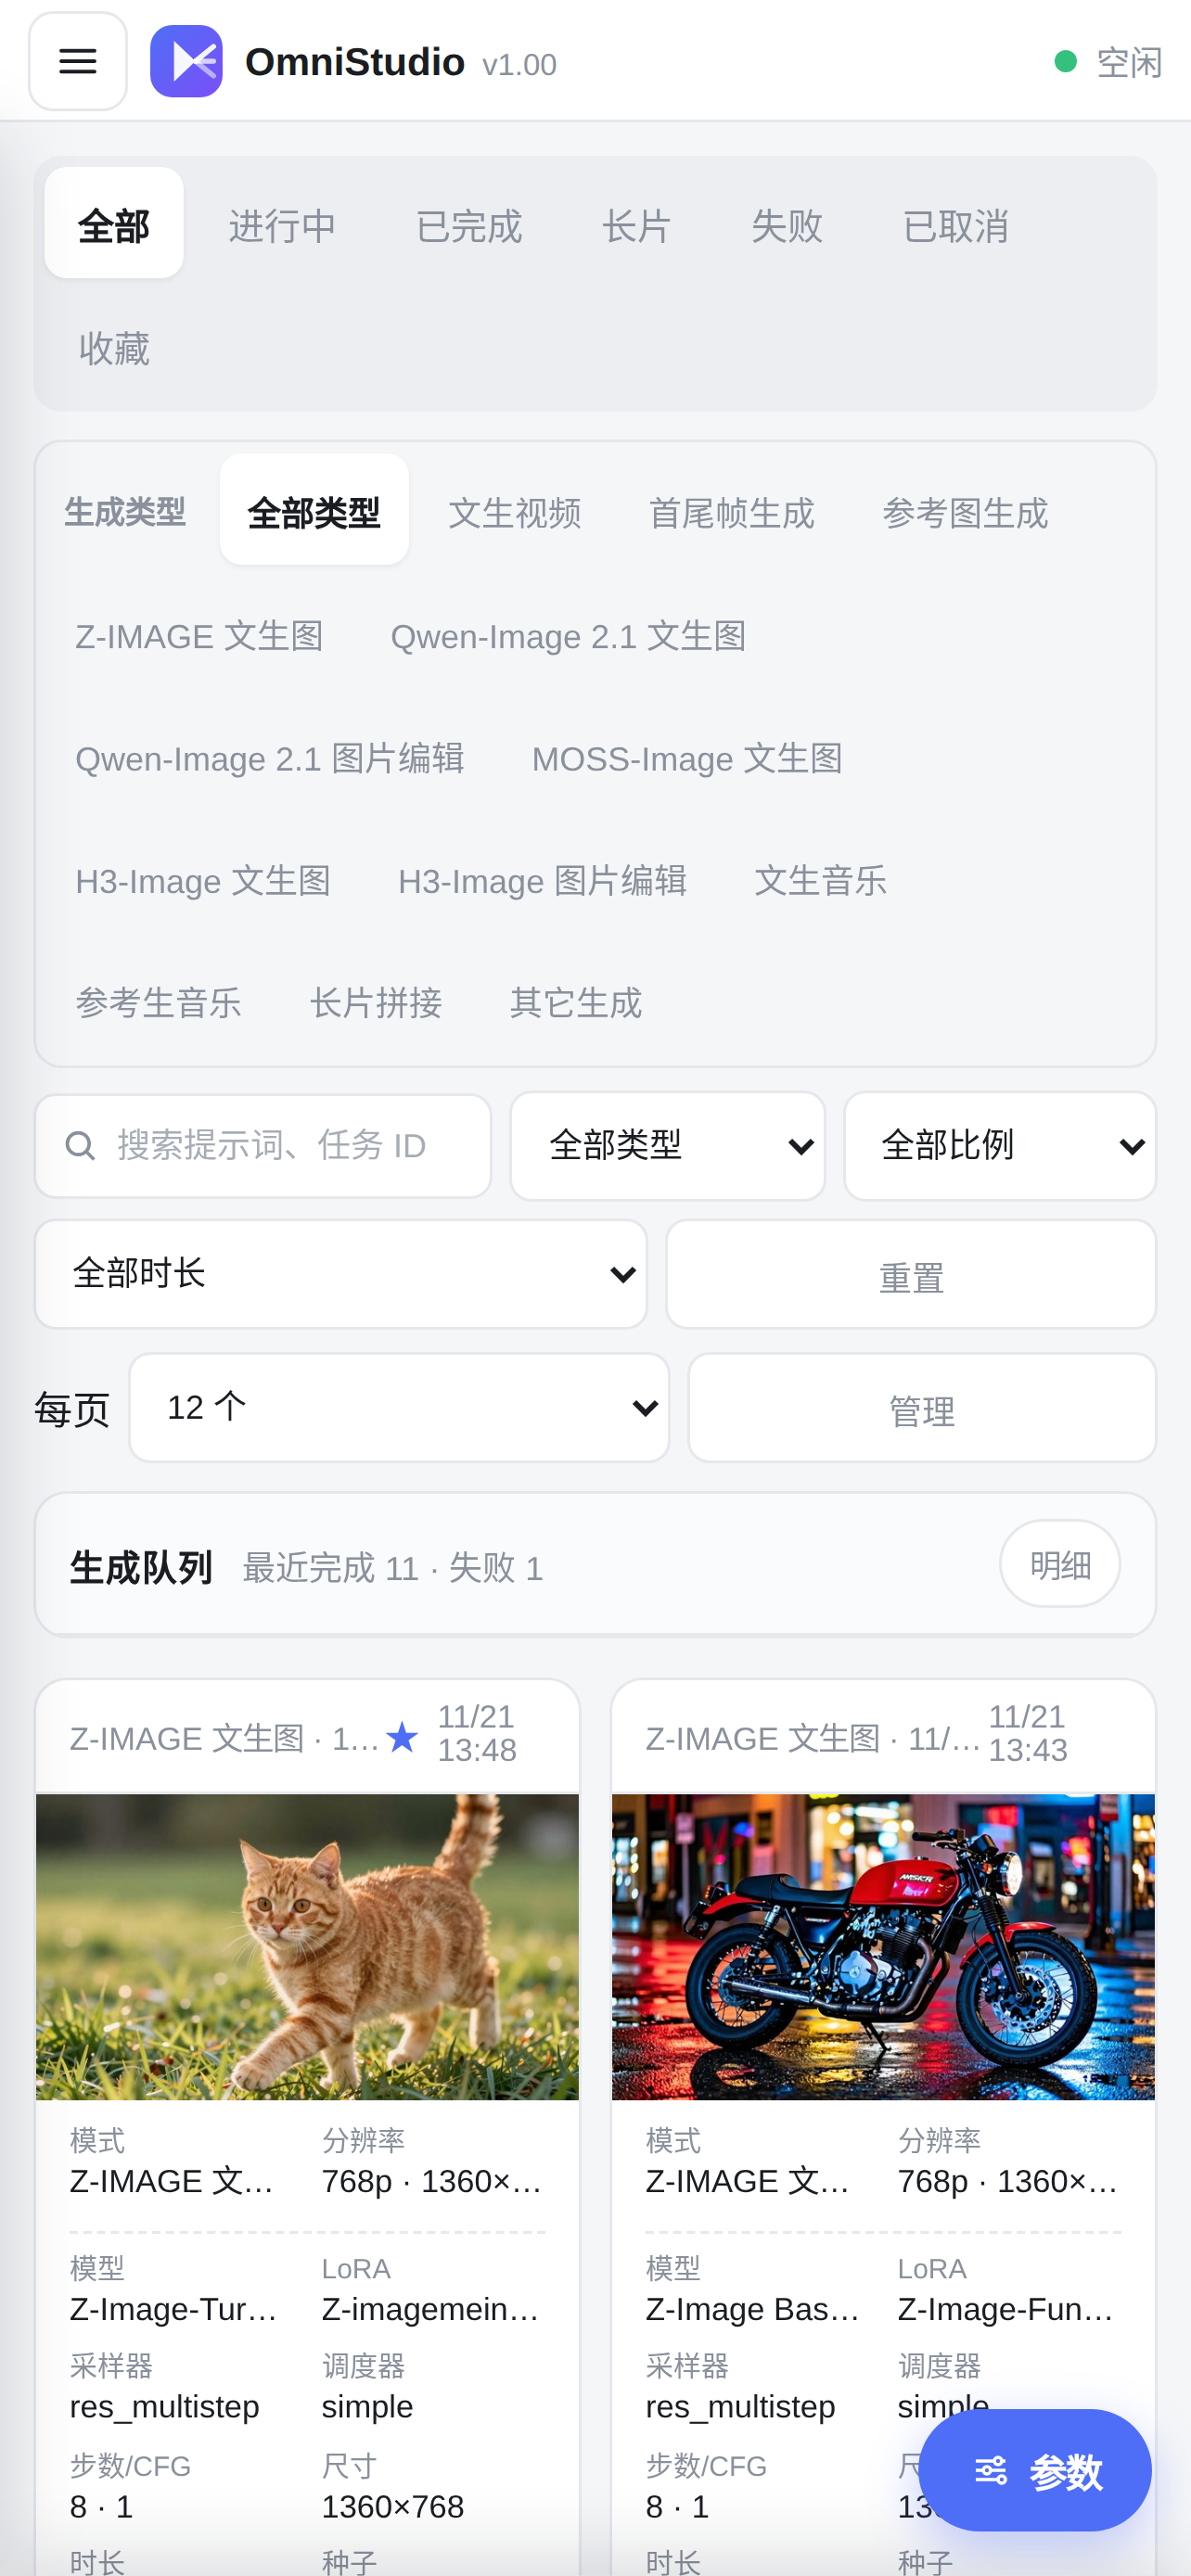 OmniStudio v1.00 空闲
全部 进行中 已完成 长片 失败 已取消
收藏
生成类型 全部类型 文生视频 首尾帧生成 参考图生成
Z-IMAGE 文生图 Qwen-Image 2.1 文生图
Qwen-Image 2.1 图片编辑 MOSS-Image 文生图
H3-Image 文生图 H3-Image 图片编辑 文生音乐
参考生音乐 长片拼接 其它生成
搜索提示词、任务 ID 全部类型 全部比例
全部时长 重置
每页 12 个 管理
生成队列 最近完成 11 · 失败 1 明细
Z-IMAGE 文生图 · 1… ★ 11/21 13:48
模式 分辨率
Z-IMAGE 文… 768p · 1360×…
模型 LoRA
Z-Image-Tur… Z-imagemein…
采样器 调度器
res_multistep simple
步数/CFG 尺寸
8 · 1 1360×768
时长 种子
Z-IMAGE 文生图 · 11/… 11/21 13:43
模式 分辨率
Z-IMAGE 文… 768p · 1360×…
模型 LoRA
Z-Image Bas… Z-Image-Fun…
采样器 调度器
res_multistep simple
步数/CFG
8 · 1
时长 种子
参数